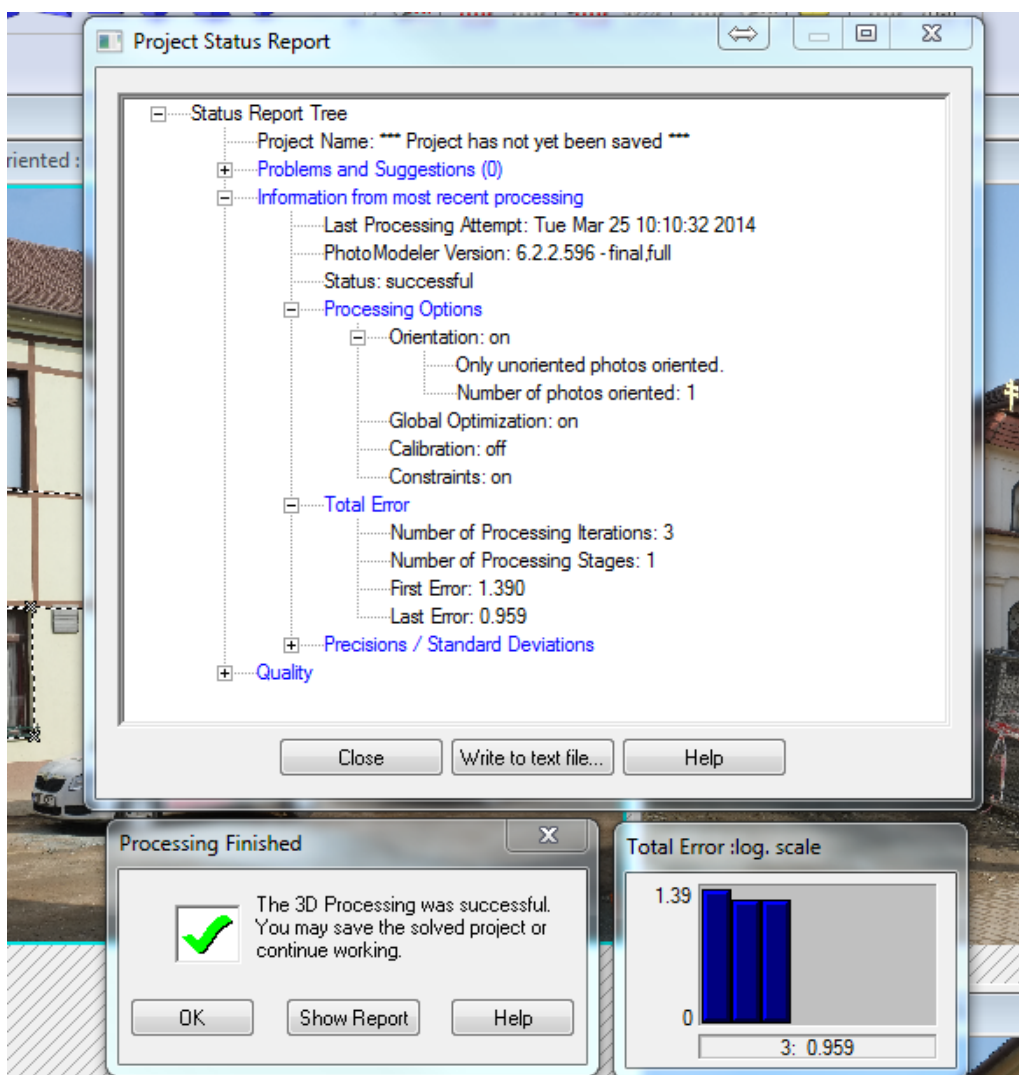 Project Status Report
riented :
Status Report Tree
Project Name: *** Project has not yet been saved ***
Problems and Suggestions (0)
Information from most recent processing
Last Processing Attempt: Tue Mar 25 10:10:32 2014
PhotoModeler Version: 6.2.2.596 - final,full
Status: successful
Processing Options
Orientation: on
Only unoriented photos oriented.
Number of photos oriented: 1
Global Optimization: on
Calibration: off
Constraints: on
Total Error
Number of Processing Iterations: 3
Number of Processing Stages: 1
First Error: 1.390
Last Error: 0.959
Precisions / Standard Deviations
Quality
Close
Write to text file...
Help
Processing Finished
The 3D Processing was successful.
You may save the solved project or
continue working.
OK
Show Report
Help
Total Error :log. scale
1.39
0
3: 0.959